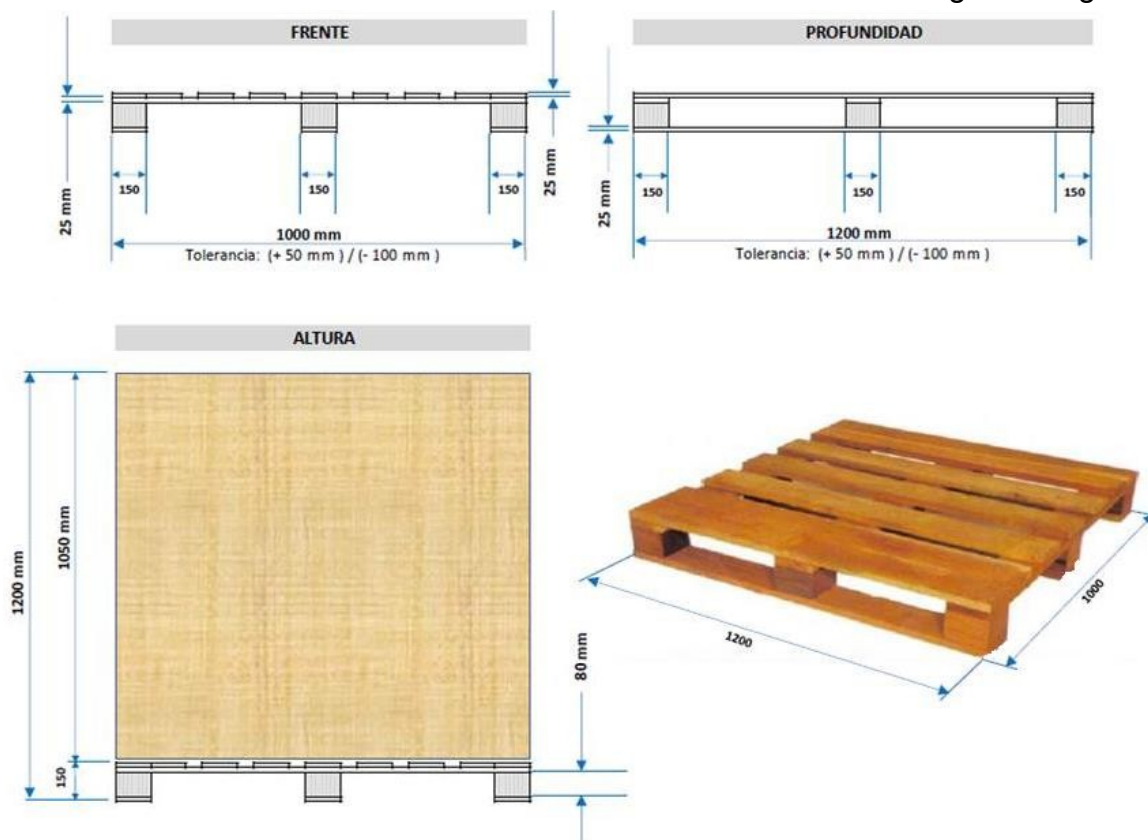 FRENTE
25 mm
150
150
150
25 mm
1000 mm
Tolerancia: (+ 50 mm ) / (- 100 mm )
PROFUNDIDAD
25 mm
150
150
150
1200 mm
Tolerancia: (+ 50 mm ) / (- 100 mm )
ALTURA
1200 mm
1050 mm
150
80 mm
1200
1000